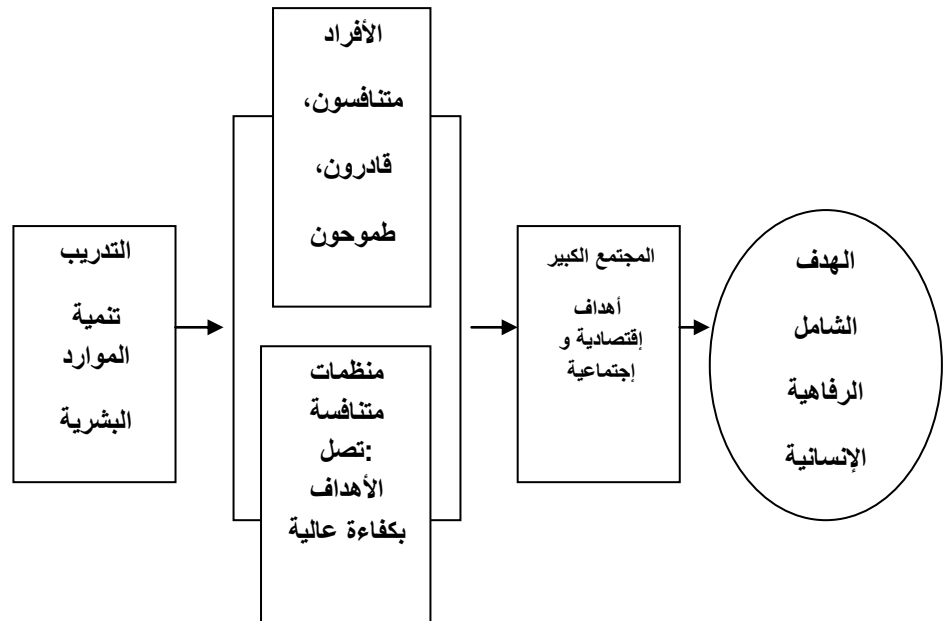 التدريب
تنمية
الموارد
البشرية
الأفراد
متنافسون،
قادرون،
طموحون
منظمات
متنافسة
:تصل
الأهداف
بكفاءة عالية
المجتمع الكبير
أهداف
إقتصادية و
إجتماعية
الهدف
الشامل
الرفاهية
الإنسانية